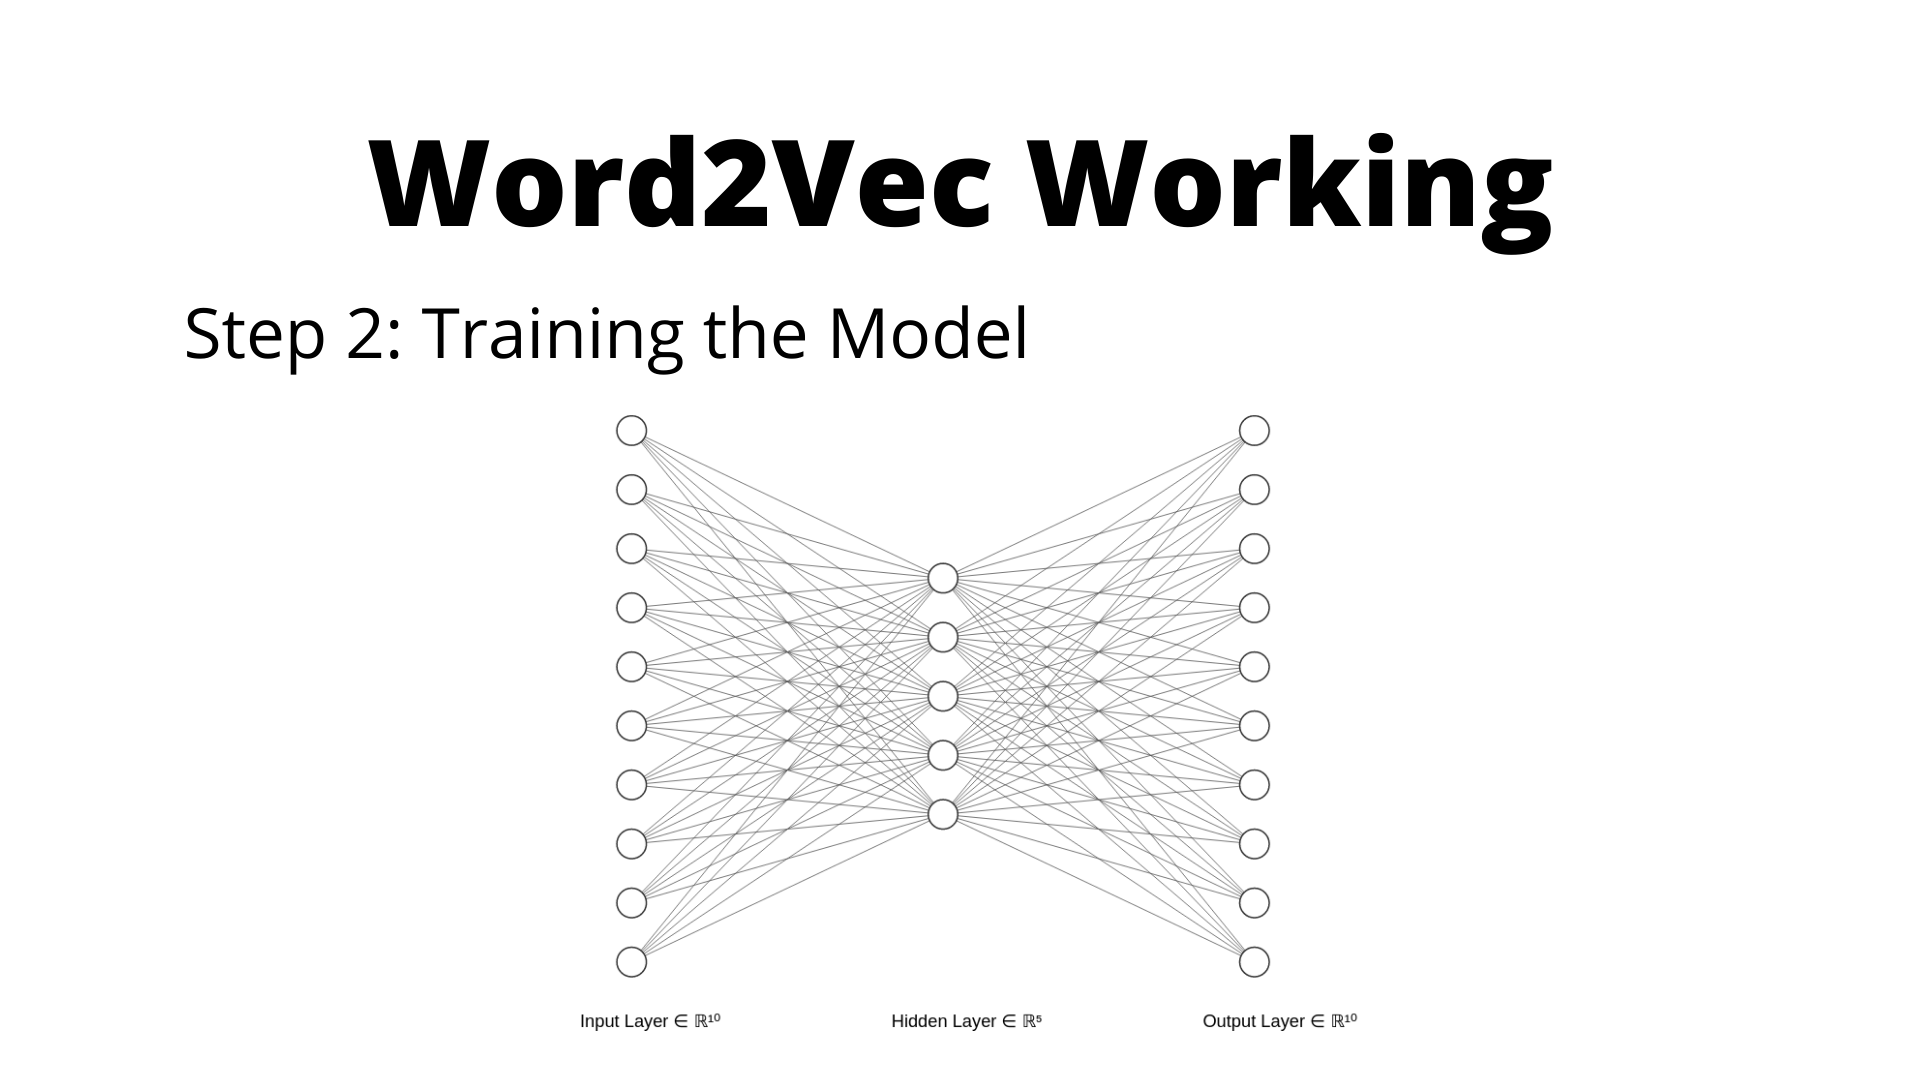 Word2Vec Working
Step 2: Training the Model
Input Layer ∈ ℝ¹⁰
Hidden Layer ∈ ℝ⁵
Output Layer ∈ ℝ¹⁰